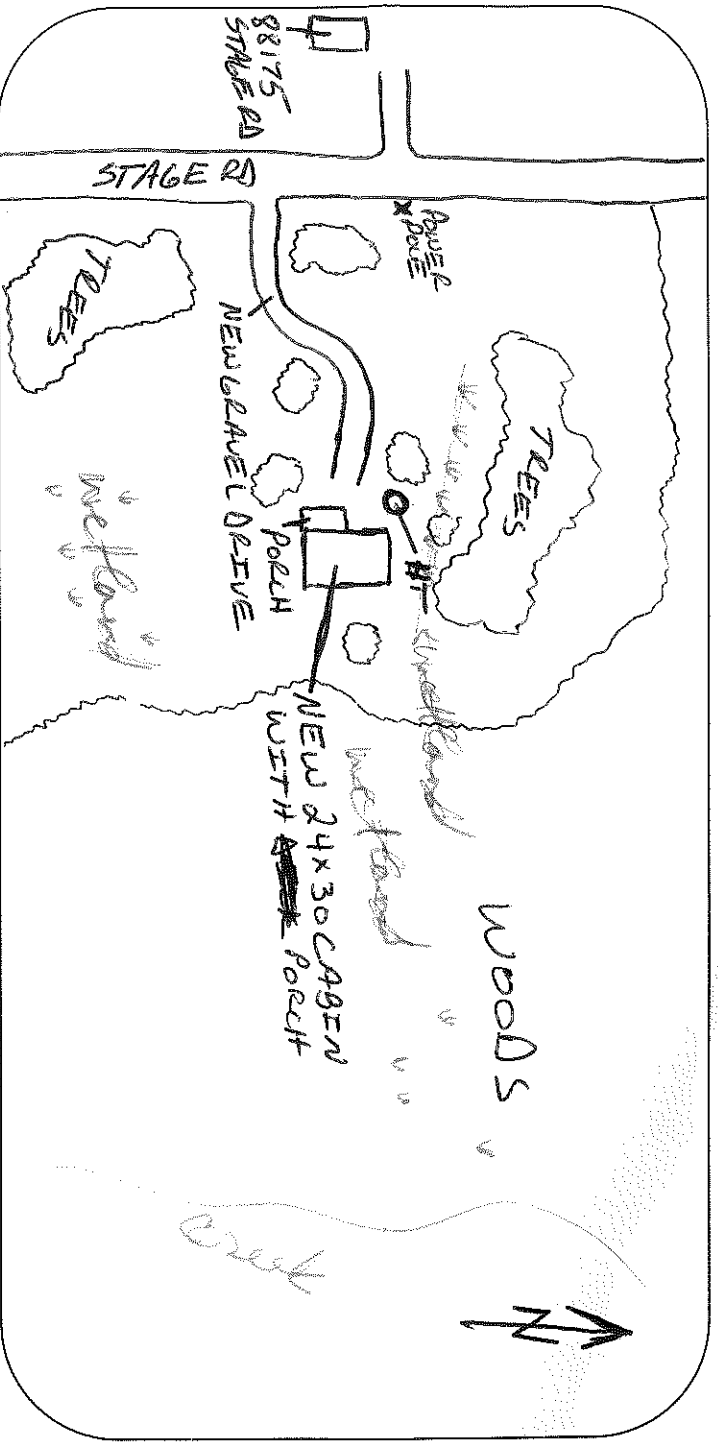 88175
STAGE RD
STAGE RD
POWER
POLE
TREES
TREES
NEW GRAVEL DRIVE
PORCH
HT
wetland
wetland
wetland
NEW 24x30 CABIN
WITH PORCH
WOODS
Creek
N